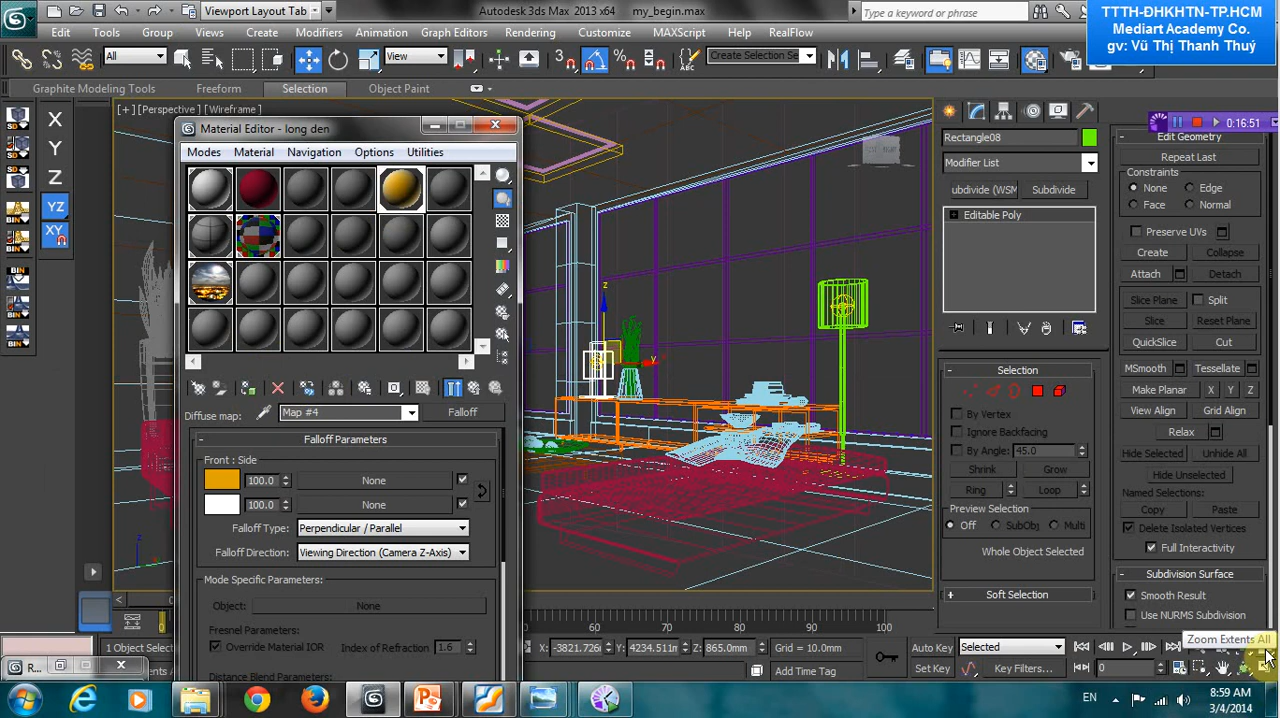 Viewport Layout Tab
Autodesk 3ds Max 2013 x64
my_begin.max
Type a keyword or phrase
TTTH-ĐHKHTN-TP.HCM
Mediart Academy Co.
gv: Vũ Thị Thanh Thuý
Edit
Tools
Group
Views
Create
Modifiers
Animation
Graph Editors
Rendering
Customize
MAXScript
Help
RealFlow
All
View
Create Selection Se
Graphite Modeling Tools
Freeform
Selection
Object Paint
0:16:51
[+] [Perspective] [Wireframe]
Material Editor - long den
Modes
Material
Navigation
Options
Utilities
Diffuse map:
Map #4
Falloff
Falloff Parameters
Front : Side
100.0
None
100.0
None
Falloff Type:
Perpendicular / Parallel
Falloff Direction:
Viewing Direction (Camera Z-Axis)
Mode Specific Parameters:
Object:
None
Fresnel Parameters:
Override Material IOR
Index of Refraction
1.6
Distance Blend Parameters:
X
Y
Z
YZ
XY
SD
SD
SD
BIN
BIN
BIN
z
y
z
Rectangle08
Modifier List
ubdivide (WSM
Subdivide
Editable Poly
Selection
By Vertex
Ignore Backfacing
By Angle:
45.0
Shrink
Grow
Ring
Loop
Preview Selection
Off
SubObj
Multi
Whole Object Selected
Soft Selection
Edit Geometry
Repeat Last
Constraints
None
Edge
Face
Normal
Preserve UVs
Create
Collapse
Attach
Detach
Slice Plane
Split
Slice
Reset Plane
QuickSlice
Cut
MSmooth
Tessellate
Make Planar
X
Y
Z
View Align
Grid Align
Relax
Hide Selected
Unhide All
Hide Unselected
Named Selections:
Copy
Paste
Delete Isolated Vertices
Full Interactivity
Subdivision Surface
Smooth Result
Use NURMS Subdivision
Zoom Extents All
60
70
80
90
100
1 Object Selected
X: -3821.726
Y: 4234.511m
Z: 865.0mm
Grid = 10.0mm
Add Time Tag
Auto Key
Selected
Set Key
Key Filters...
0
R...
EN
8:59 AM
3/4/2014